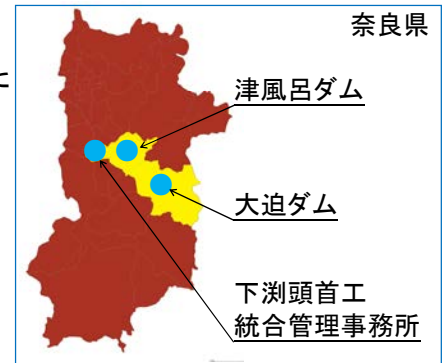 奈良県
と
津風呂ダム
大迫ダム
下渕頭首工
統合管理事務所